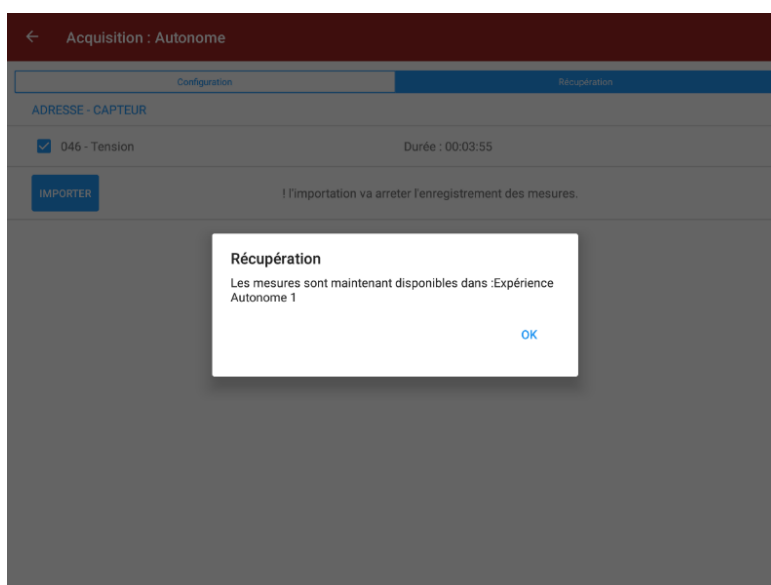 Acquisition : Autonome
Configuration
Récupération
ADRESSE - CAPTEUR
046 - Tension
Durée : 00:03:55
IMPORTER
! l'importation va arreter l'enregistrement des mesures.
Récupération
Les mesures sont maintenant disponibles dans :Expérience
Autonome 1
OK